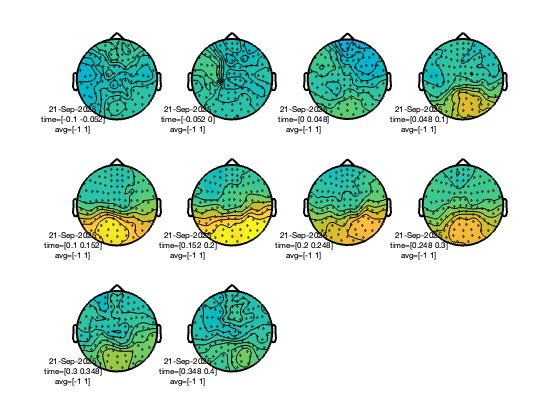 21-Sep-2025
time=[-0.1 -0.052]
avg=[-1 1]
21-Sep-2025
time=[-0.052 0]
avg=[-1 1]
21-Sep-2025
time=[0 0.048]
avg=[-1 1]
21-Sep-2025
time=[0.048 0.1]
avg=[-1 1]
21-Sep-2025
time=[0.1 0.152]
avg=[-1 1]
21-Sep-2025
time=[0.152 0.2]
avg=[-1 1]
21-Sep-2025
time=[0.2 0.248]
avg=[-1 1]
21-Sep-2025
time=[0.248 0.3]
avg=[-1 1]
21-Sep-2025
time=[0.3 0.348]
avg=[-1 1]
21-Sep-2025
time=[0.348 0.4]
avg=[-1 1]